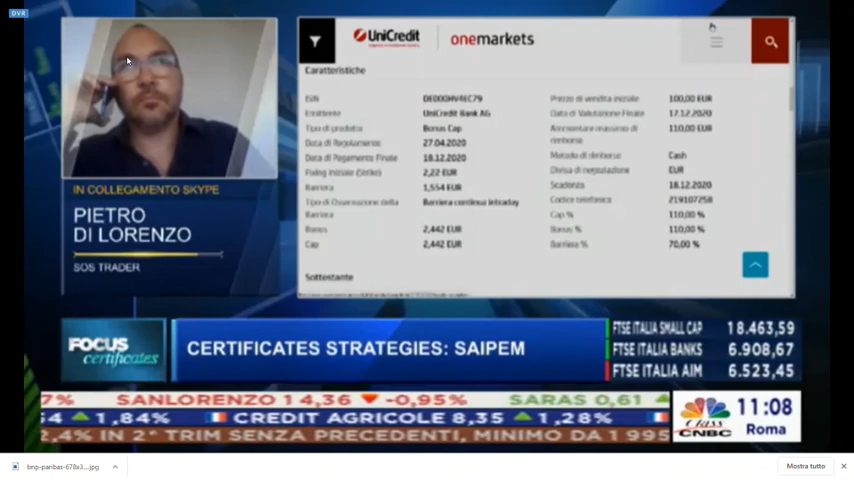 DVR
UniCredit
onemarkets
Caratteristiche
ISIN
Emittente
UniCredit Bank AG
Tipo di prodotto
Bonus Cap
Data di Regolamento
27.04.2020
Data di Pagamento Finale
18.12.2020
Fixing Iniziale (Strike)
2,22 EUR
Barriera
1,554 EUR
Tipo di Osservazione della Barriera
Barriera continua intraday
Bonus
2,442 EUR
Cap
2,442 EUR
Sottostante
Prezzo di vendita iniziale
100,00 EUR
Data di Valutazione Finale
17.12.2020
Ammontare massimo di rimborso
110,00 EUR
Metodo di rimborso
Cash
Divisa di negoziazione
EUR
Scadenza
18.12.2020
Codice telefonico
Cap %
110,00 %
Bonus %
110,00 %
Barriera %
70,00 %
IN COLLEGAMENTO SKYPE
PIETRO
DI LORENZO
SOS TRADER
FOCUS
certificates
CERTIFICATES STRATEGIES: SAIPEM
FTSE ITALIA SMALL CAP 18.463,59
FTSE ITALIA BANKS 6.908,67
FTSE ITALIA AIM 6.523,45
7% SANLORENZO 14,36 -0,95% SARAS 0,61
54 1,84% CREDIT AGRICOLE 8,35 1,28%
2,4% IN 2° TRIM SENZA PRECEDENTI, MINIMO DA 1995
class
CNBC
11:08
Roma
bnp-paribas-678x3....jpg
Mostra tutto